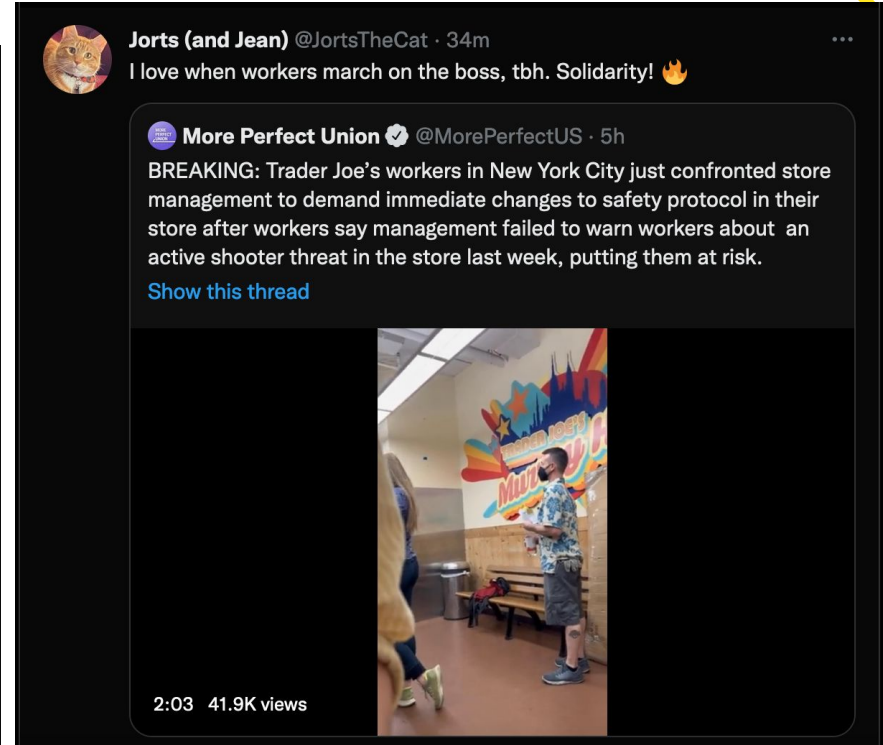 Jorts (and Jean) @JortsTheCat · 34m
I love when workers march on the boss, tbh. Solidarity! 🔥
More Perfect Union @MorePerfectUS · 5h
BREAKING: Trader Joe’s workers in New York City just confronted store
management to demand immediate changes to safety protocol in their
store after workers say management failed to warn workers about an
active shooter threat in the store last week, putting them at risk.
Show this thread
TRADER JOE'S
2:03 41.9K views